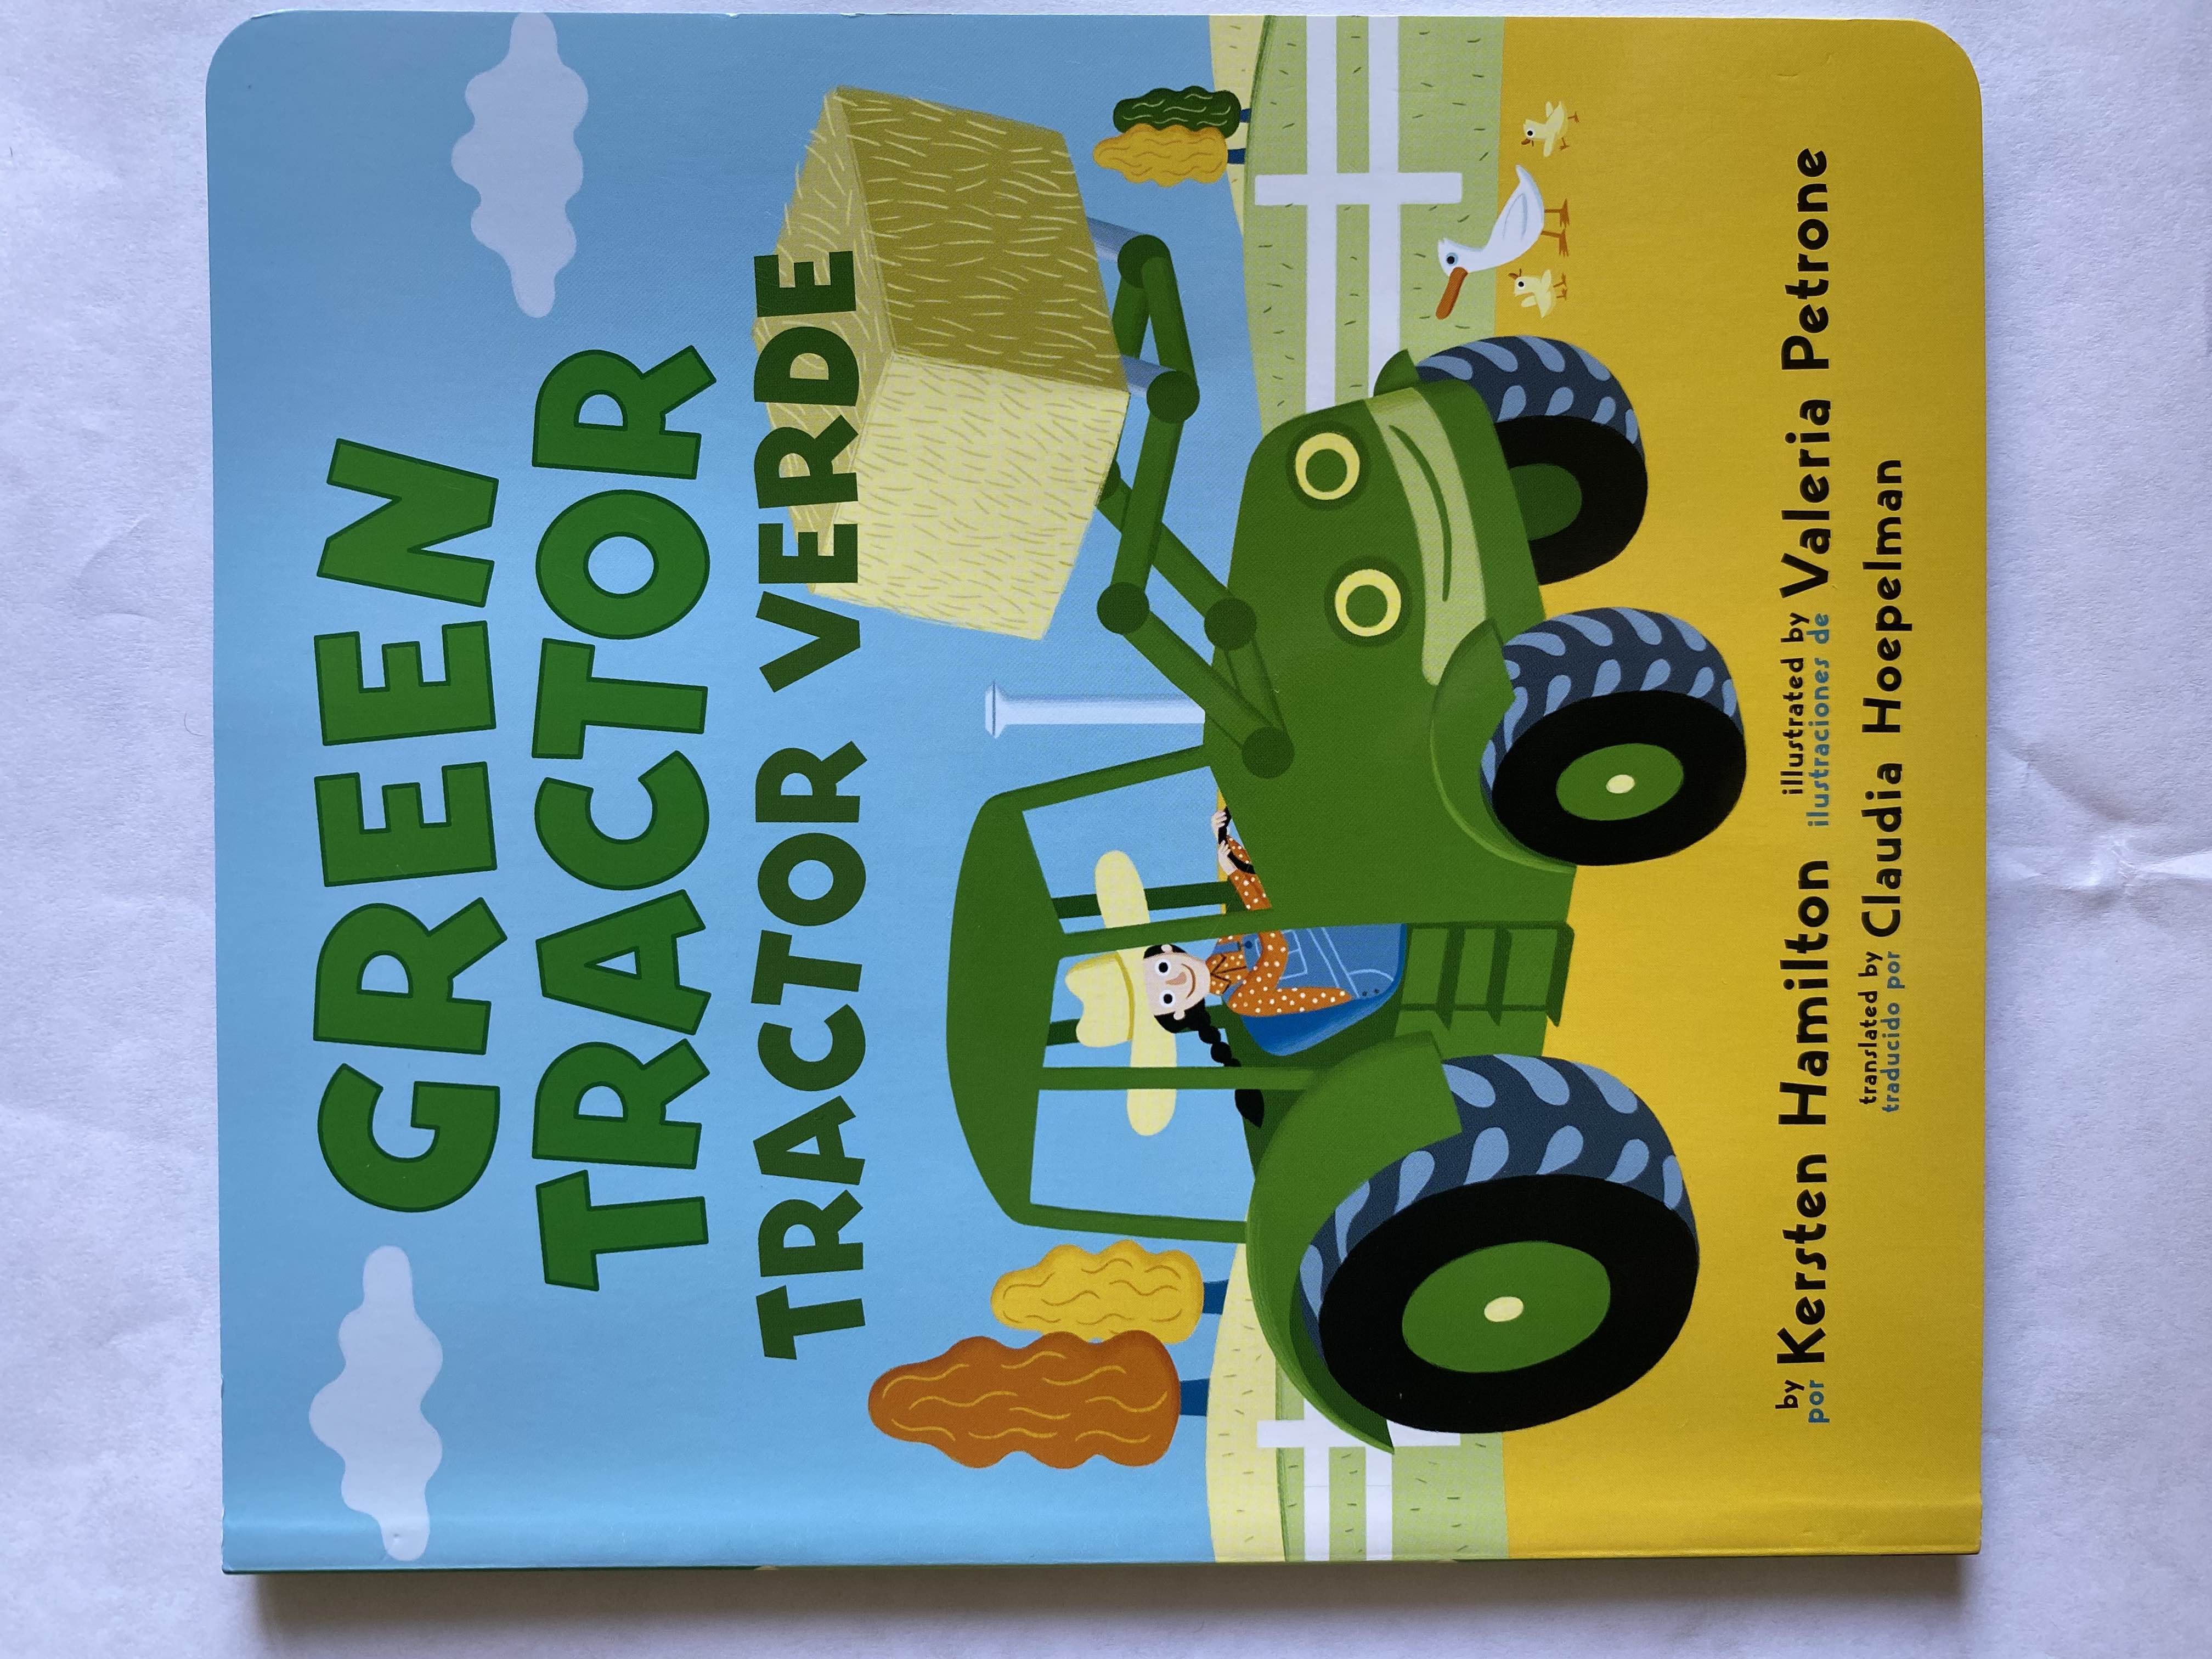 GREEN
TRACTOR
TRACTOR VERDE
by
por
Kersten Hamilton
illustrated by
ilustraciones de
Valeria Petrone
translated by
traducido por
Claudia Hoepelman